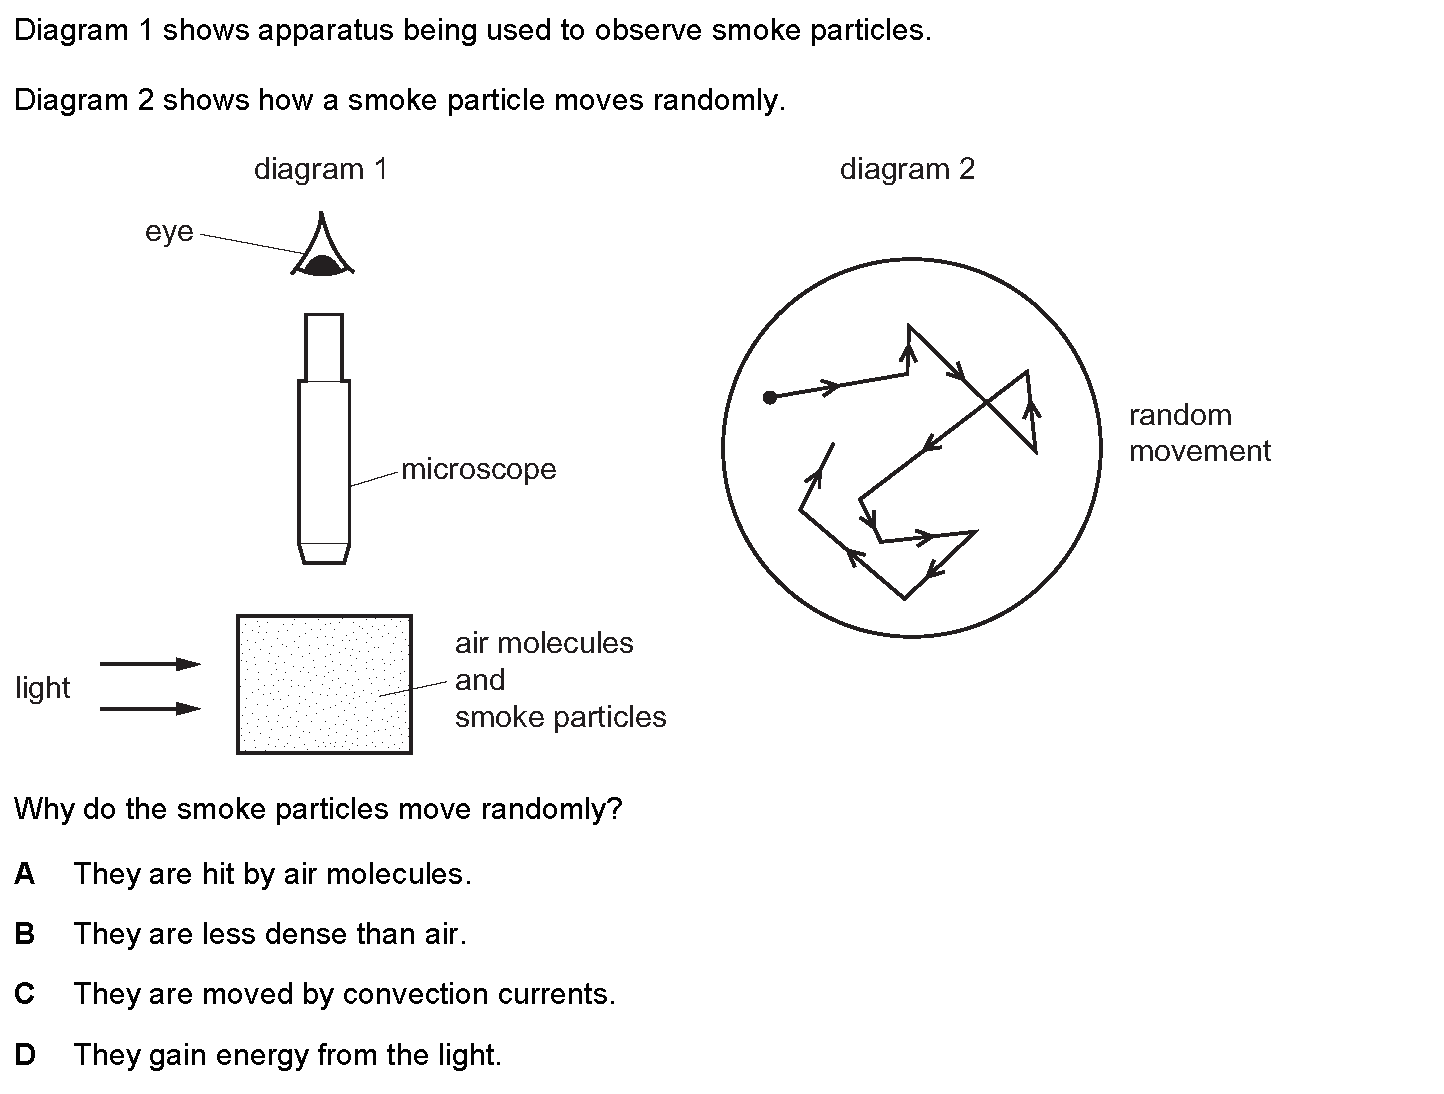 Diagram 1 shows apparatus being used to observe smoke particles.
Diagram 2 shows how a smoke particle moves randomly.
diagram 1
eye
microscope
light
air molecules
and
smoke particles
diagram 2
random
movement
Why do the smoke particles move randomly?
A They are hit by air molecules.
B They are less dense than air.
C They are moved by convection currents.
D They gain energy from the light.